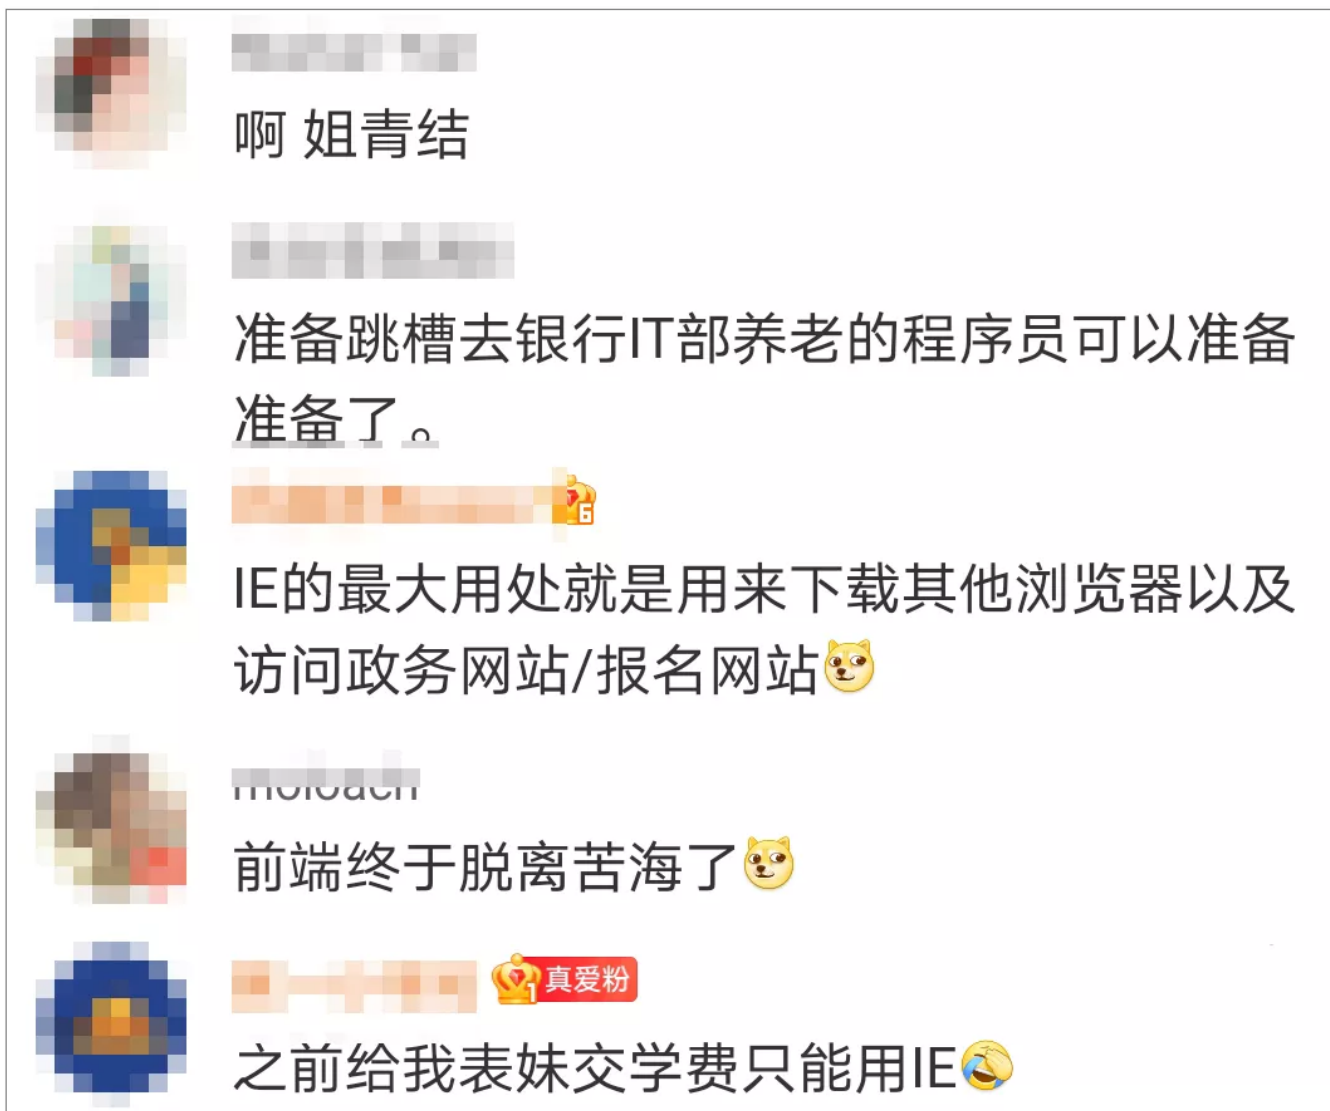 啊 姐青结
准备跳槽去银行IT部养老的程序员可以准备
准备了。
6
IE的最大用处就是用来下载其他浏览器以及
访问政务网站/报名网站
moloach
前端终于脱离苦海了
1 真爱粉
之前给我表妹交学费只能用IE